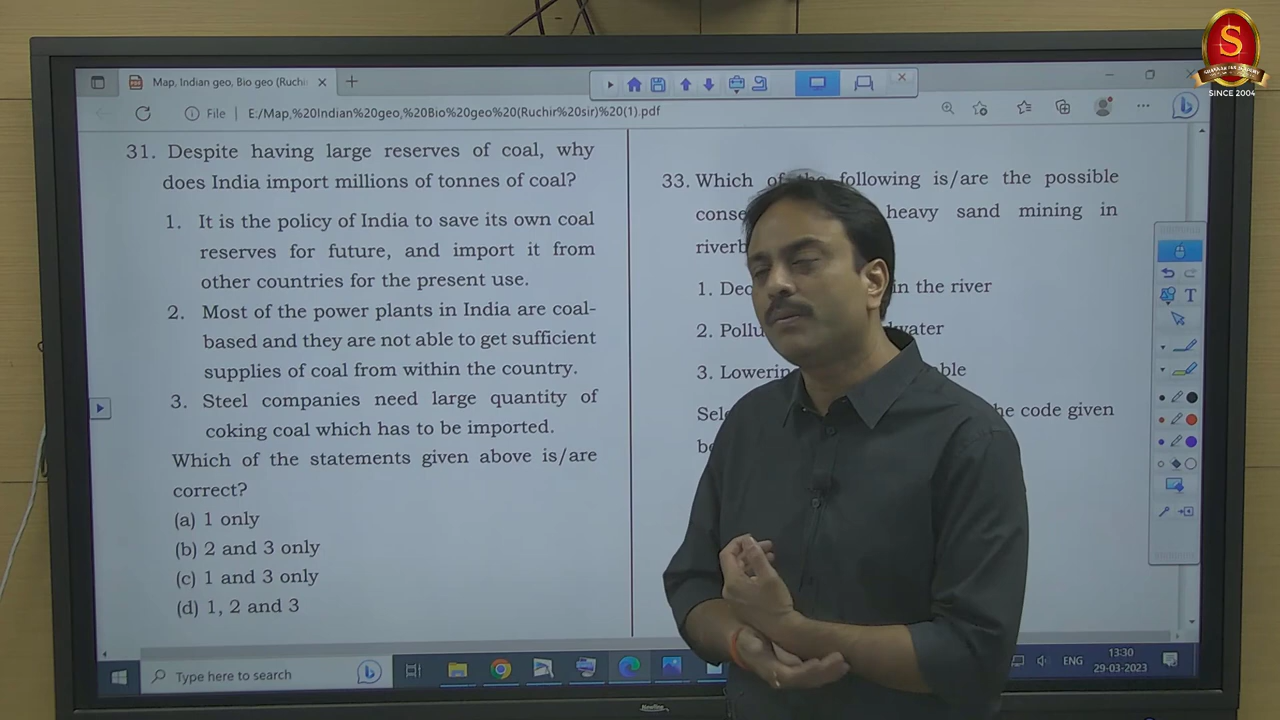 Map, Indian geo, Bio geo (Ruchi
File
E:/Map,%20Indian%20geo,%20Bio%20geo%20(Ruchir%20sir)%20(1).pdf
S
SINCE 2004
31. Despite having large reserves of coal, why
does India import millions of tonnes of coal?
1. It is the policy of India to save its own coal
reserves for future, and import it from
other countries for the present use.
2. Most of the power plants in India are coal-
based and they are not able to get sufficient
supplies of coal from within the country.
3. Steel companies need large quantity of
coking coal which has to be imported.
Which of the statements given above is/are
correct?
(a) 1 only
(b) 2 and 3 only
(c) 1 and 3 only
(d) 1, 2 and 3
33. Which of the following is/are the possible
heavy sand mining in
1. in the river
2.
3. Lowering
code given
T
Type here to search
ENG
13:30
29-03-2023
Newline